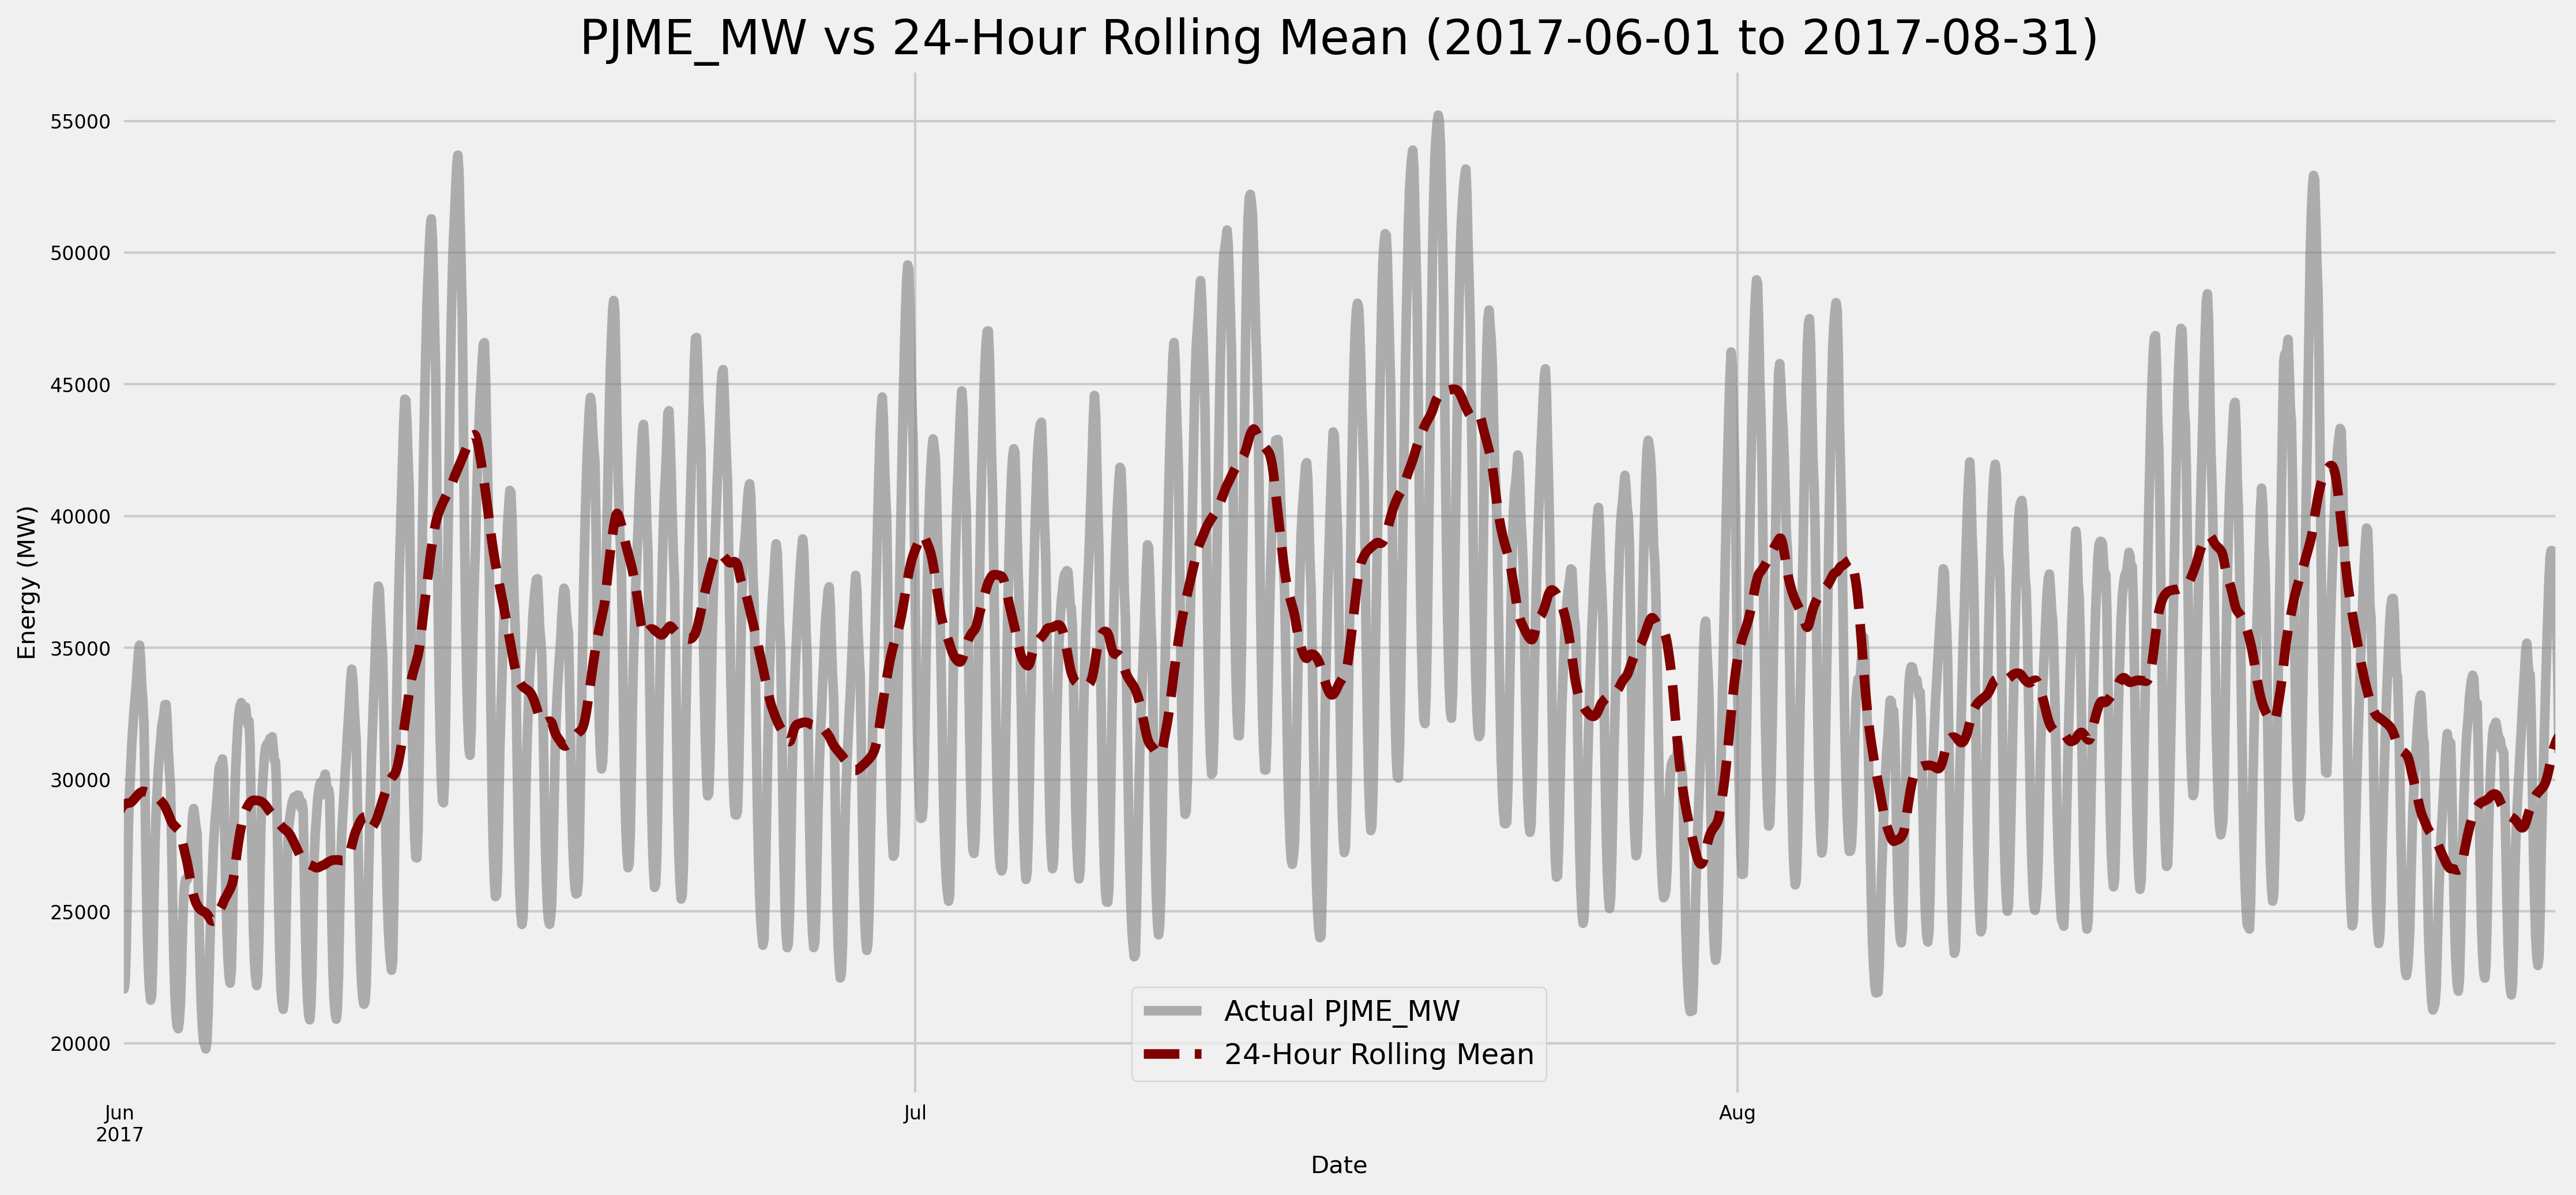 PJME_MW vs 24-Hour Rolling Mean (2017-06-01 to 2017-08-31)
55000
50000
45000
40000
35000
30000
25000
20000
Energy (MW)
Actual PJME_MW
24-Hour Rolling Mean
Jun
2017
Jul
Aug
Date